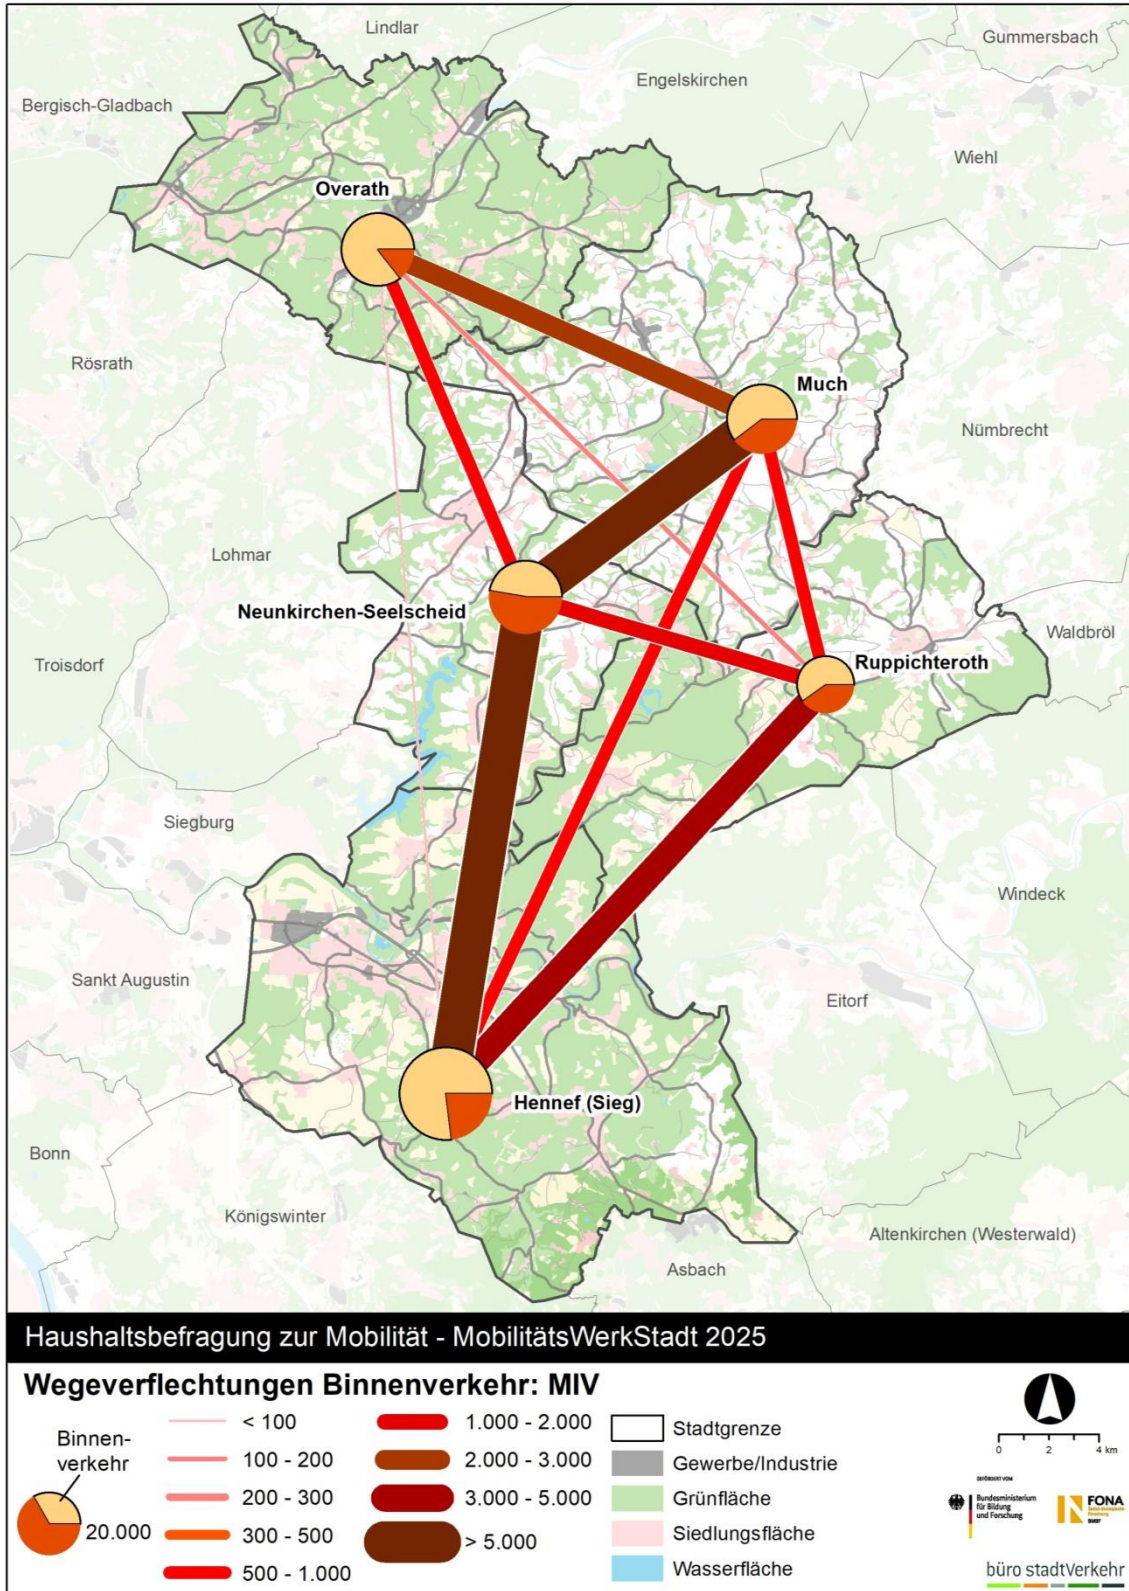 Lindlar
Gummersbach
Engelskirchen
Bergisch-Gladbach
Wiehl
Overath
Rösrath
Much
Nümbrecht
Lohmar
Neunkirchen-Seelscheid
Waldbröl
Troisdorf
Ruppichteroth
Siegburg
Windeck
Sankt Augustin
Eitorf
Hennef (Sieg)
Bonn
Königswinter
Altenkirchen (Westerwald)
Asbach
Haushaltsbefragung zur Mobilität - MobilitätsWerkStadt 2025
Wegeverflechtungen Binnenverkehr: MIV
Binnen-
verkehr
20.000
< 100
100 - 200
200 - 300
300 - 500
500 - 1.000
1.000 - 2.000
2.000 - 3.000
3.000 - 5.000
> 5.000
Stadtgrenze
Gewerbe/Industrie
Grünfläche
Siedlungsfläche
Wasserfläche
0 2 4 km
GEFÖRDERT VOM
Bundesministerium
für Bildung
und Forschung
FONA
BMBF
büro stadtVerkehr